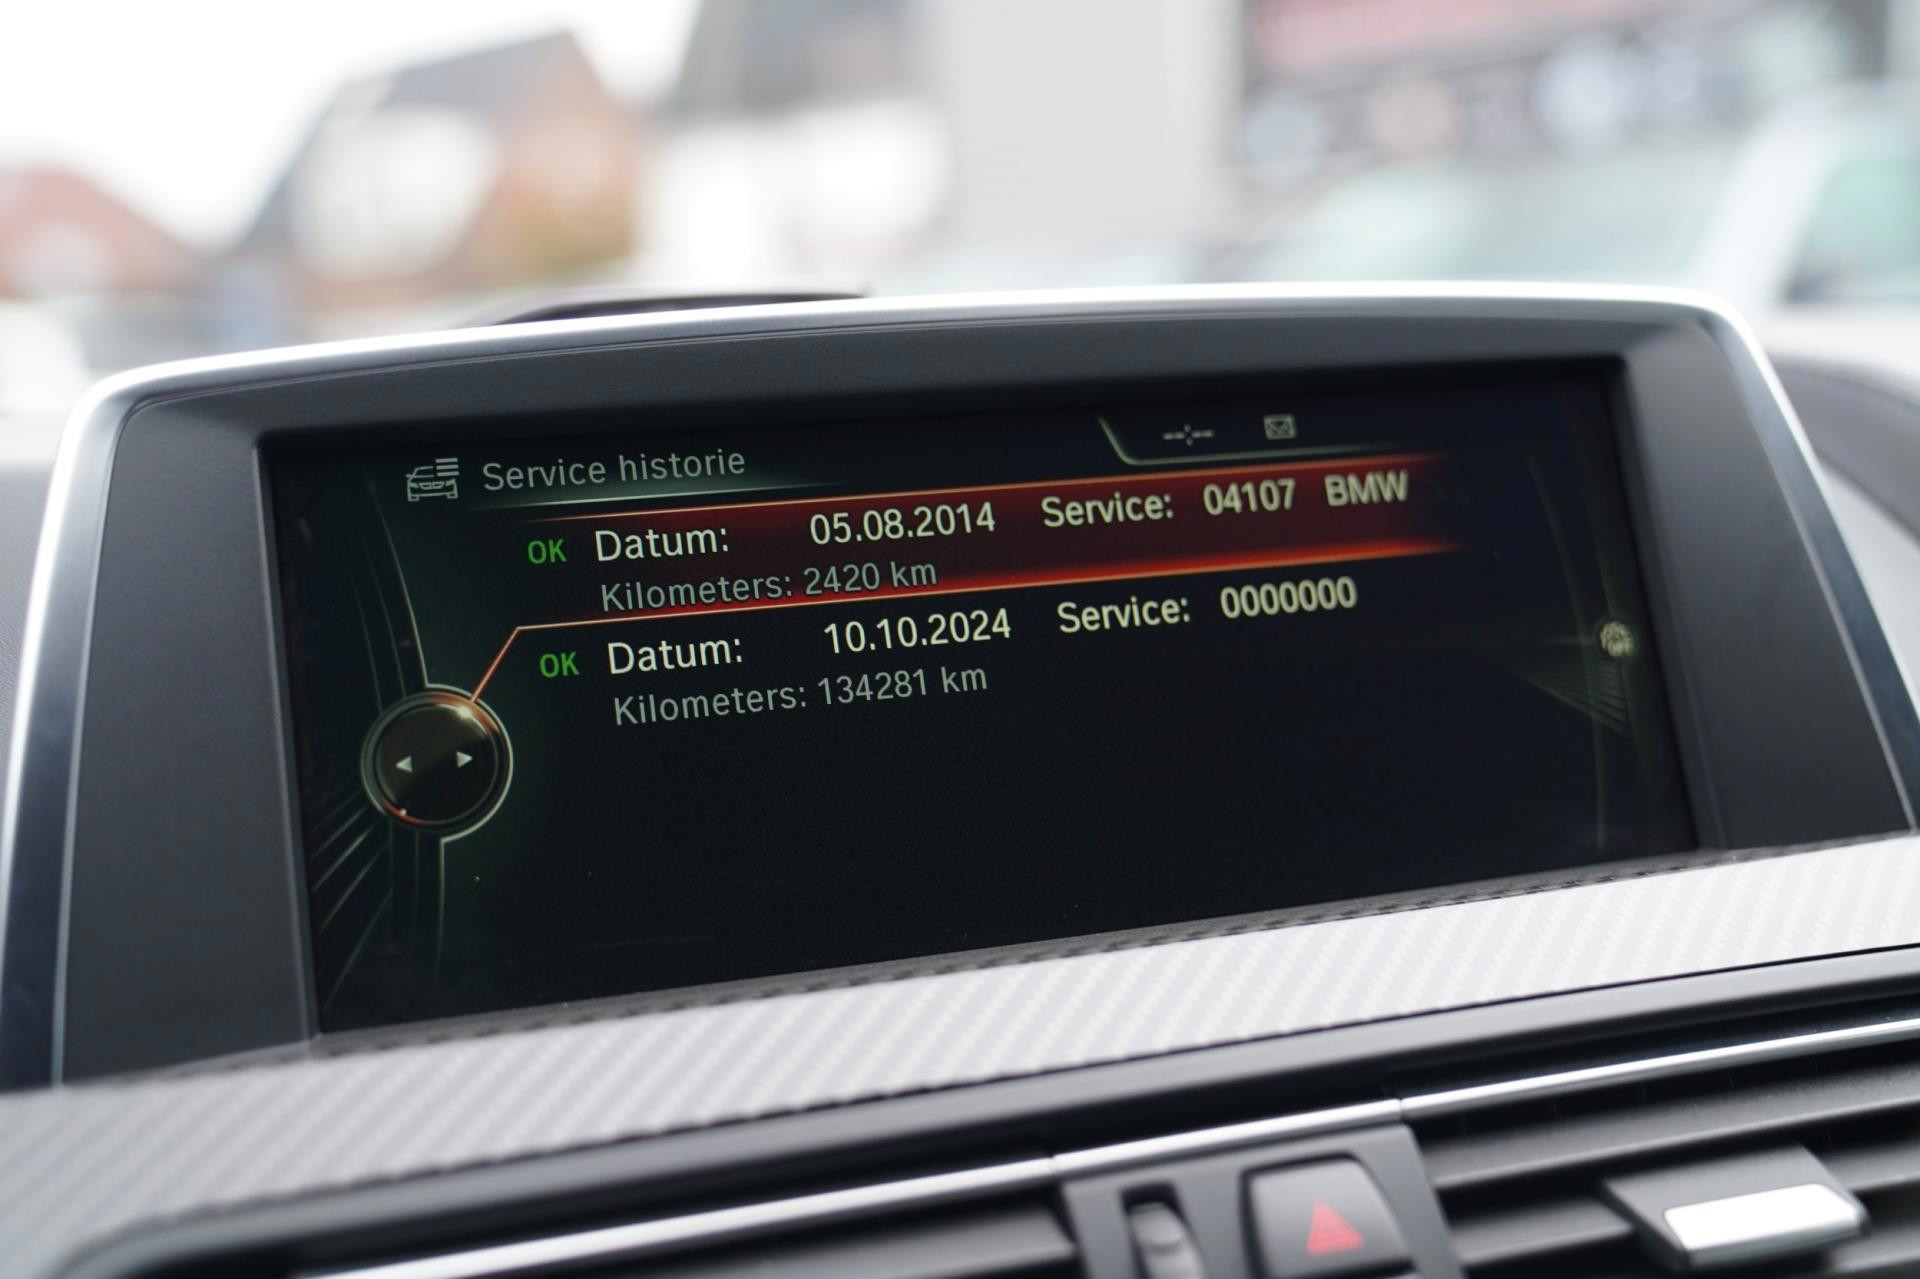 Service historie
OK Datum: 05.08.2014 Service: 04107 BMW
Kilometers: 2420 km
OK Datum: 10.10.2024 Service: 0000000
Kilometers: 134281 km